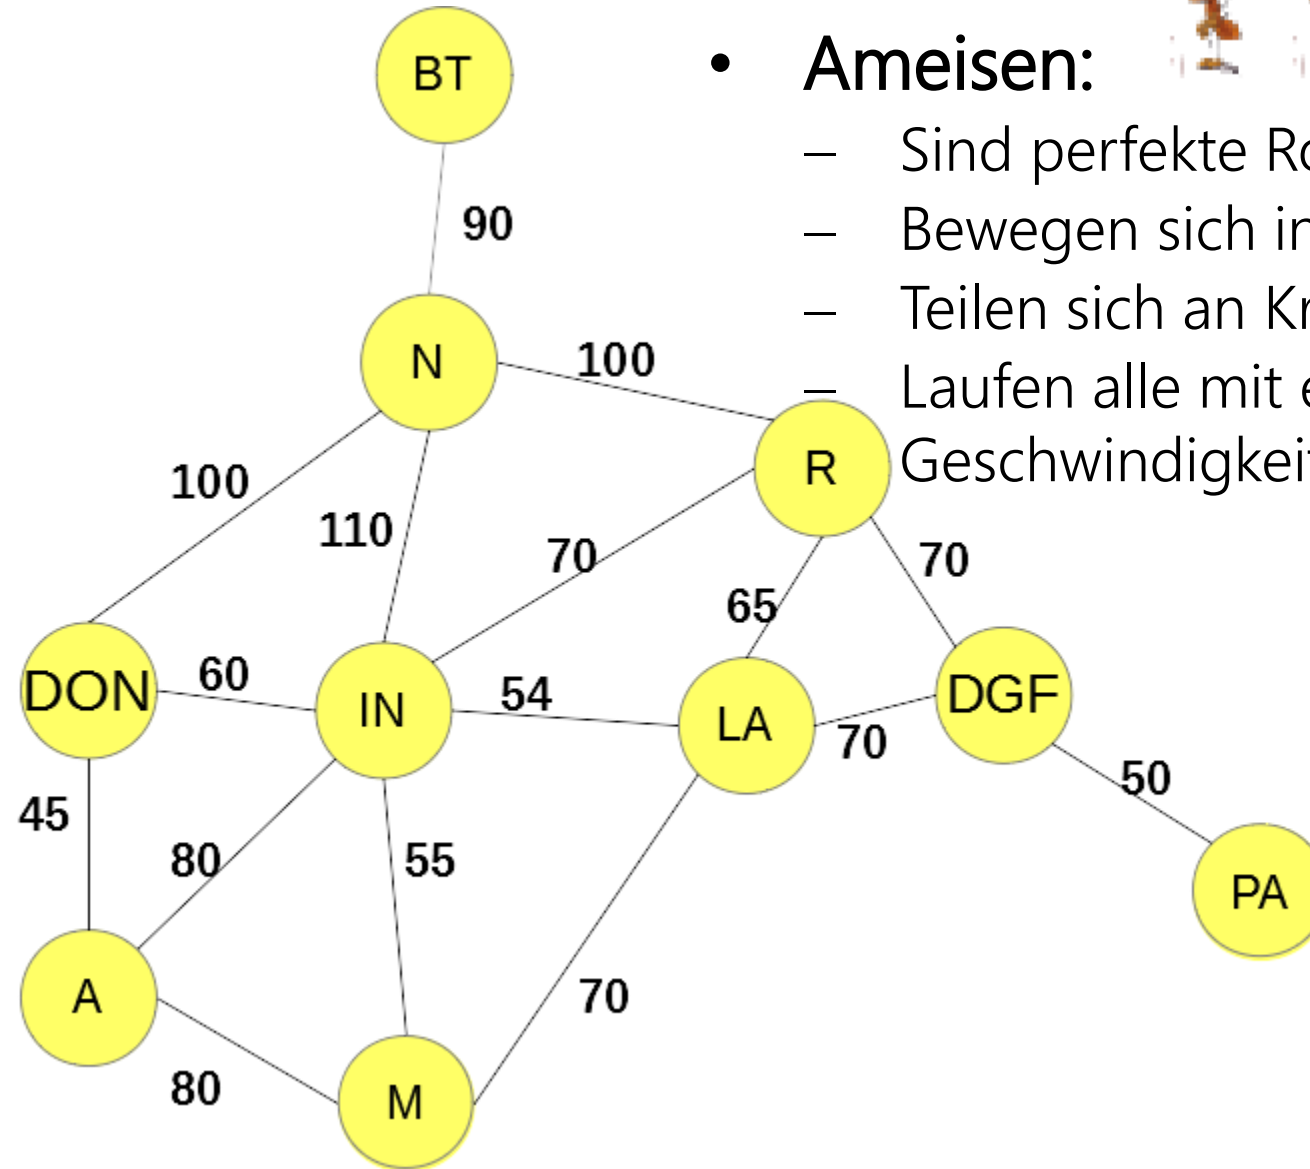 BT
• Ameisen:
– Sind perfekte
– Bewegen sich
90
– Teilen sich an
N
100
– Laufen alle mit
R
100
110
70
70
65
DON
60
IN
54
LA
70
DGF
45
80
55
50
PA
A
70
80
M